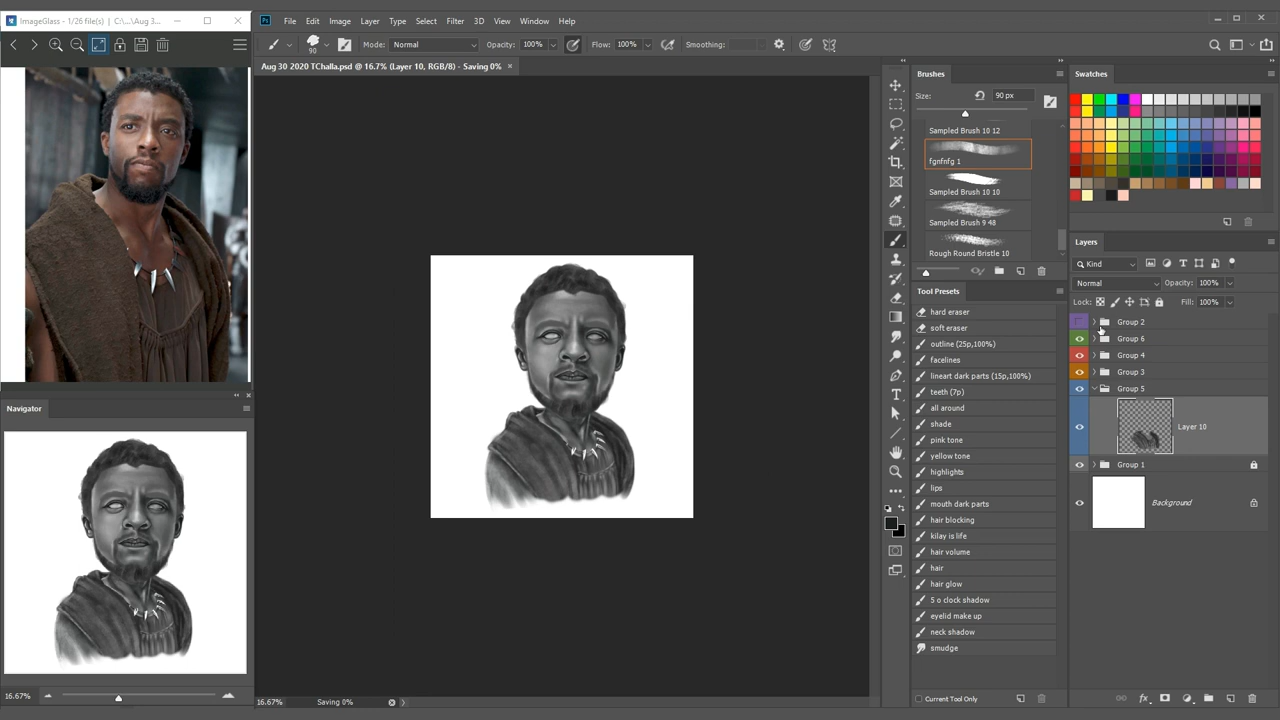 ImageGlass - 1/26 file(s) | C:\...\Aug 3...
File Edit Image Layer Type Select Filter 3D View Window Help
90 Mode: Normal Opacity: 100% Flow: 100% Smoothing:
Aug 30 2020 TChalla.psd @ 16.7% (Layer 10, RGB/8) - Saving 0%
Navigator
16.67%
16.67% Saving 0%
Brushes
Size: 90 px
Sampled Brush 10 12
fgnfnfg 1
Sampled Brush 10 10
Sampled Brush 9 48
Rough Round Bristle 10
Tool Presets
hard eraser
soft eraser
outline (25p,100%)
facelines
lineart dark parts (15p,100%)
teeth (7p)
all around
shade
pink tone
yellow tone
highlights
lips
mouth dark parts
hair blocking
kilay is life
hair volume
hair
hair glow
5 o clock shadow
eyelid make up
neck shadow
smudge
Current Tool Only
Swatches
Layers
Kind
Normal Opacity: 100%
Lock: Fill: 100%
Group 2
Group 6
Group 4
Group 3
Group 5
Layer 10
Group 1
Background